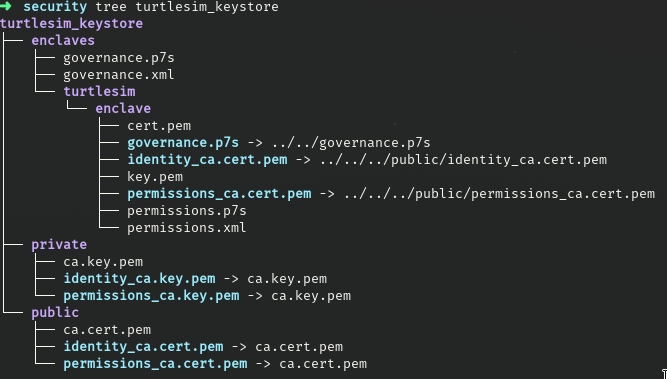 ➜ security tree turtlesim_keystore
turtlesim_keystore
├── enclaves
│   ├── governance.p7s
│   ├── governance.xml
│   └── turtlesim
│       └── enclave
│           ├── cert.pem
│           ├── governance.p7s -> ../../governance.p7s
│           ├── identity_ca.cert.pem -> ../../../public/identity_ca.cert.pem
│           ├── key.pem
│           ├── permissions_ca.cert.pem -> ../../../public/permissions_ca.cert.pem
│           ├── permissions.p7s
│           └── permissions.xml
├── private
│   ├── ca.key.pem
│   ├── identity_ca.key.pem -> ca.key.pem
│   └── permissions_ca.key.pem -> ca.key.pem
└── public
    ├── ca.cert.pem
    ├── identity_ca.cert.pem -> ca.cert.pem
    └── permissions_ca.cert.pem -> ca.cert.pem